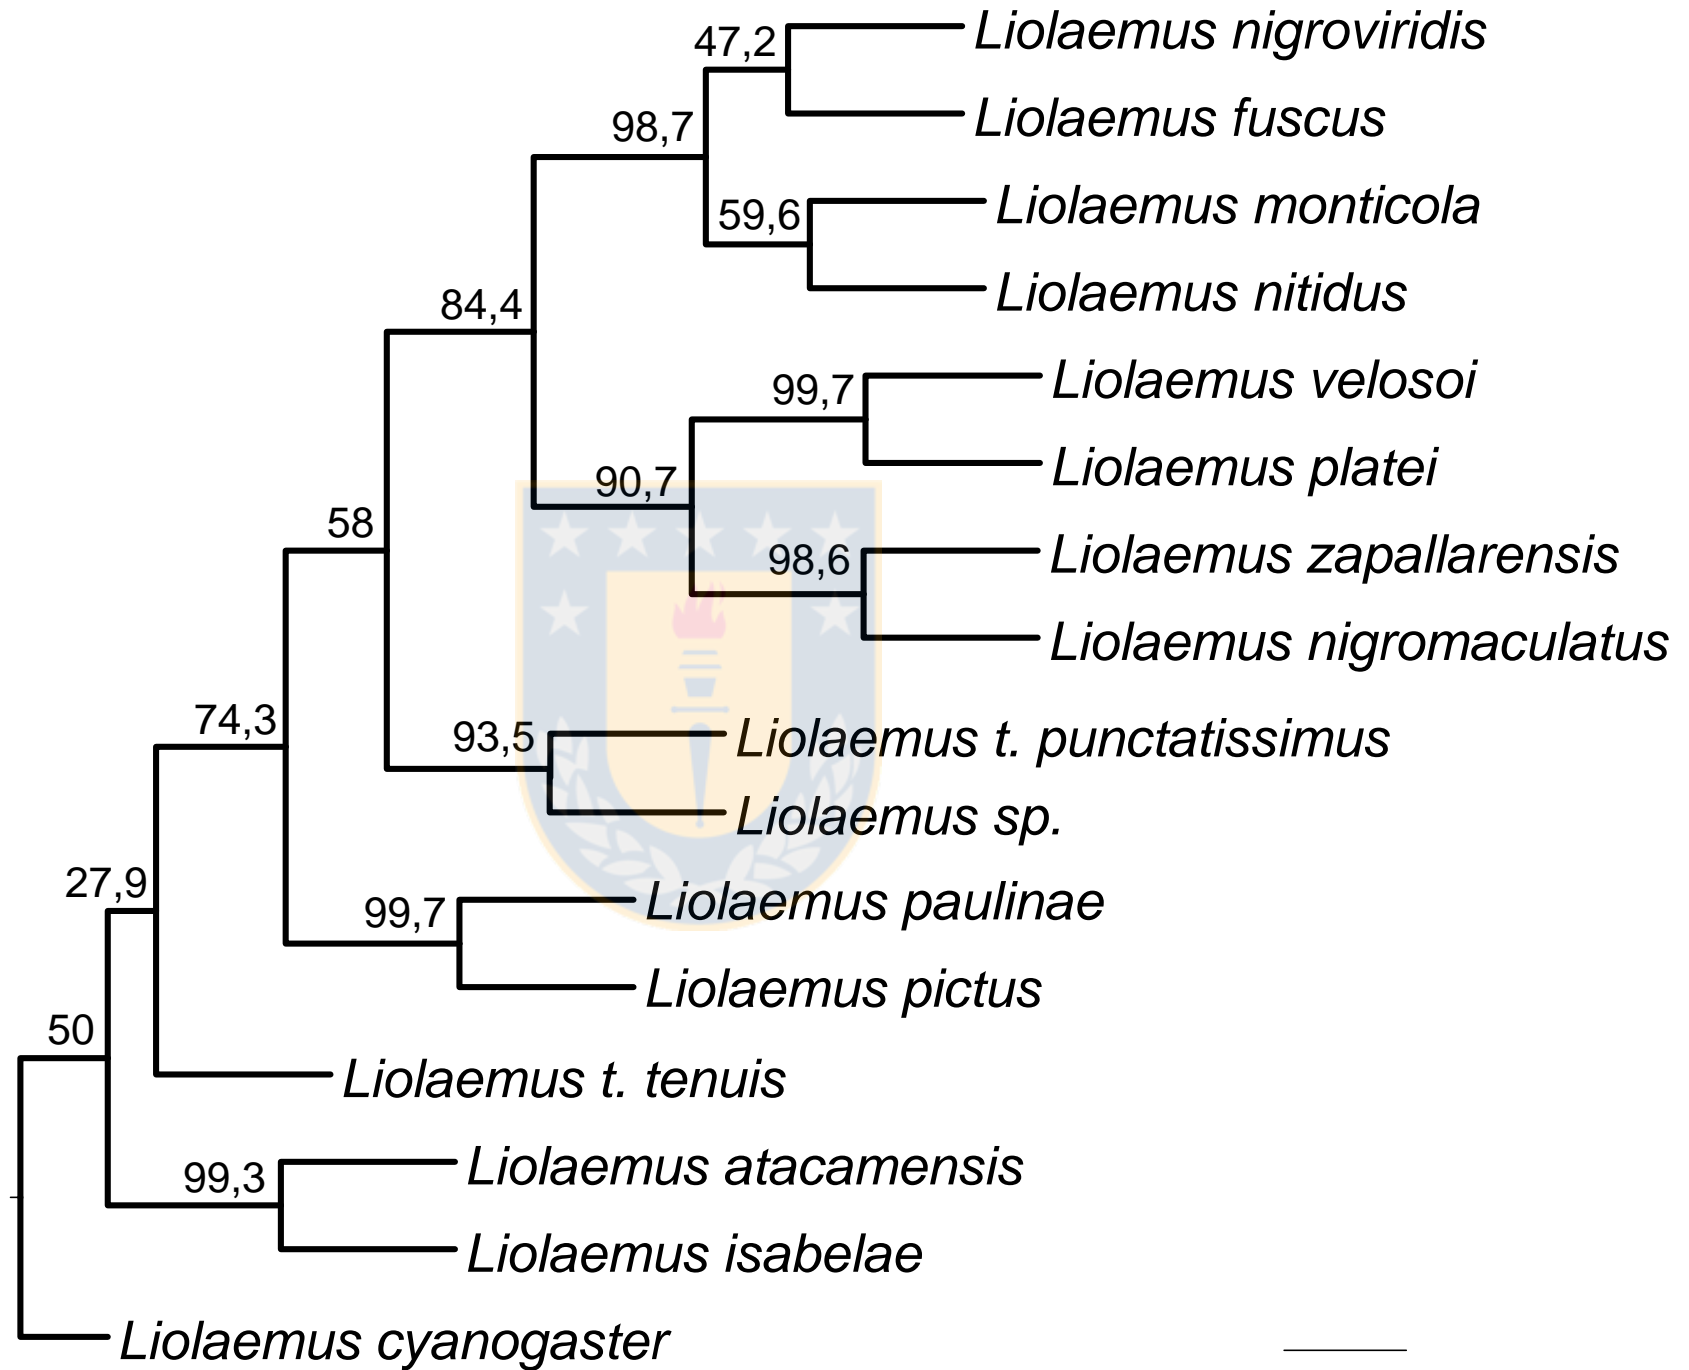 47,2
Liolaemus nigroviridis
Liolaemus fuscus
98,7
59,6
Liolaemus monticola
Liolaemus nitidus
84,4
99,7
Liolaemus velosoi
Liolaemus platei
90,7
58
98,6
Liolaemus zapallarensis
Liolaemus nigromaculatus
74,3
93,5
Liolaemus t. punctatissimus
Liolaemus sp.
27,9
99,7
Liolaemus paulinae
Liolaemus pictus
50
Liolaemus t. tenuis
99,3
Liolaemus atacamensis
Liolaemus isabelae
Liolaemus cyanogaster